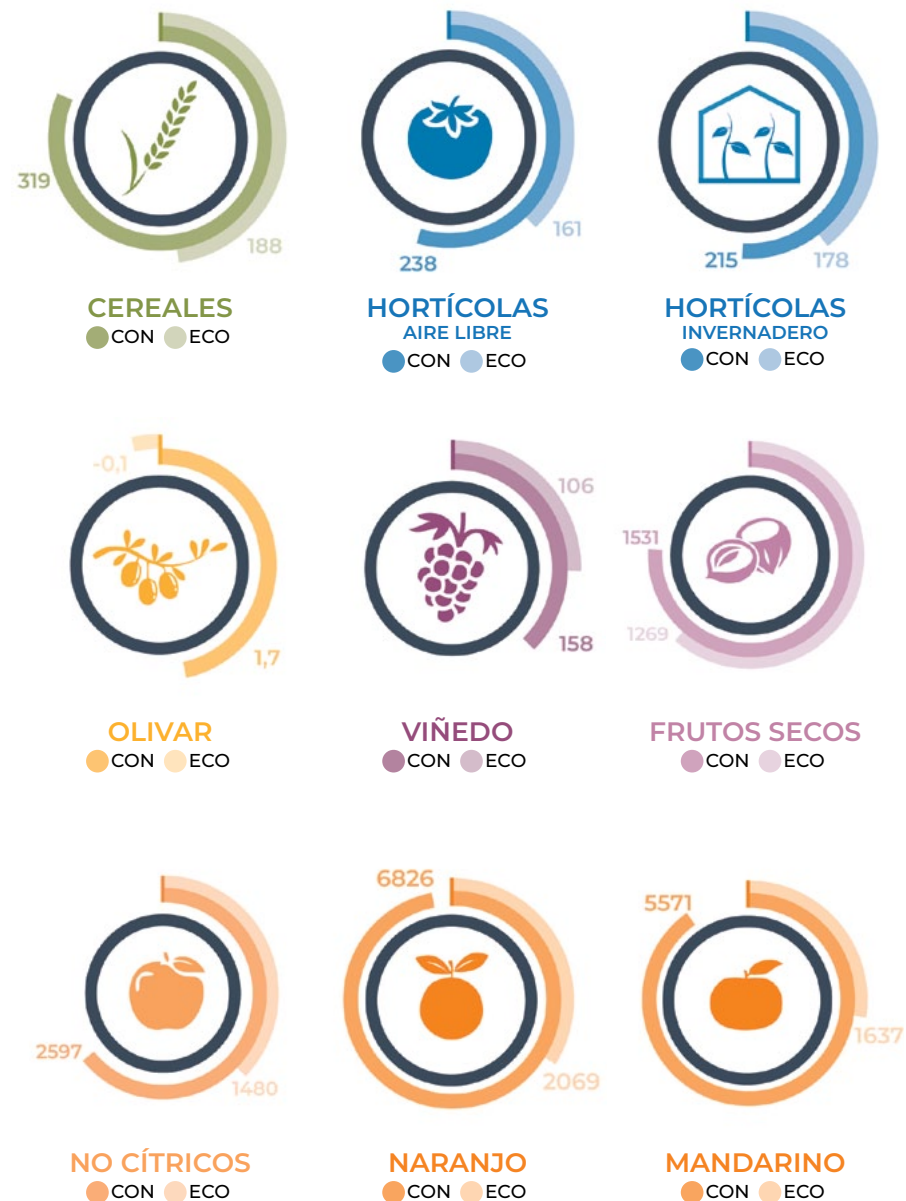 319
188
CEREALES
CON ECO
161
238
HORTÍCOLAS
AIRE LIBRE
CON ECO
215
178
HORTÍCOLAS
INVERNADERO
CON ECO
-0,1
1,7
OLIVAR
CON ECO
106
158
VIÑEDO
CON ECO
1531
1269
FRUTOS SECOS
CON ECO
2597
1480
NO CÍTRICOS
CON ECO
6826
2069
NARANJO
CON ECO
5571
1637
MANDARINO
CON ECO